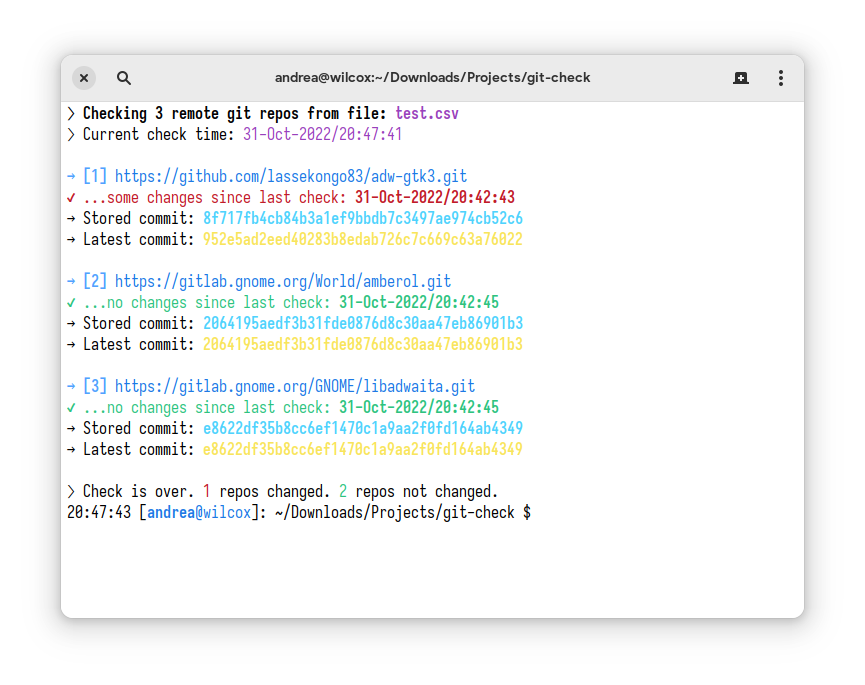 andrea@wilcox:~/Downloads/Projects/git-check
> Checking 3 remote git repos from file: test.csv
> Current check time: 31-Oct-2022/20:47:41
→ [1] https://github.com/lassekongo83/adw-gtk3.git
✔ ...some changes since last check: 31-Oct-2022/20:42:43
→ Stored commit: 8f717fb4cb84b3a1ef9bbdb7c3497ae974cb52c6
→ Latest commit: 952e5ad2eed40283b8edab726c7c669c63a76022
→ [2] https://gitlab.gnome.org/World/amberol.git
✔ ...no changes since last check: 31-Oct-2022/20:42:45
→ Stored commit: 2064195aedf3b31fde0876d8c30aa47eb86901b3
→ Latest commit: 2064195aedf3b31fde0876d8c30aa47eb86901b3
→ [3] https://gitlab.gnome.org/GNOME/libadwaita.git
✔ ...no changes since last check: 31-Oct-2022/20:42:45
→ Stored commit: e8622df35b8cc6ef1470c1a9aa2f0fd164ab4349
→ Latest commit: e8622df35b8cc6ef1470c1a9aa2f0fd164ab4349
> Check is over. 1 repos changed. 2 repos not changed.
20:47:43 [andrea@wilcox]: ~/Downloads/Projects/git-check $